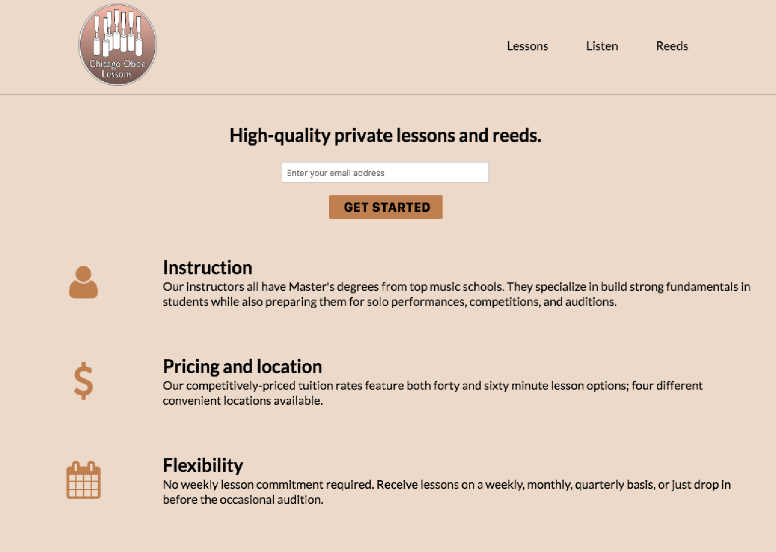 Chicago Oboe
Lessons
Lessons
Listen
Reeds
High-quality private lessons and reeds.
Enter your email address
GET STARTED
Instruction
Our instructors all have Master's degrees from top music schools. They specialize in build strong fundamentals in
students while also preparing them for solo performances, competitions, and auditions.
Pricing and location
Our competitively-priced tuition rates feature both forty and sixty minute lesson options; four different
convenient locations available.
Flexibility
No weekly lesson commitment required. Receive lessons on a weekly, monthly, quarterly basis, or just drop in
before the occasional audition.